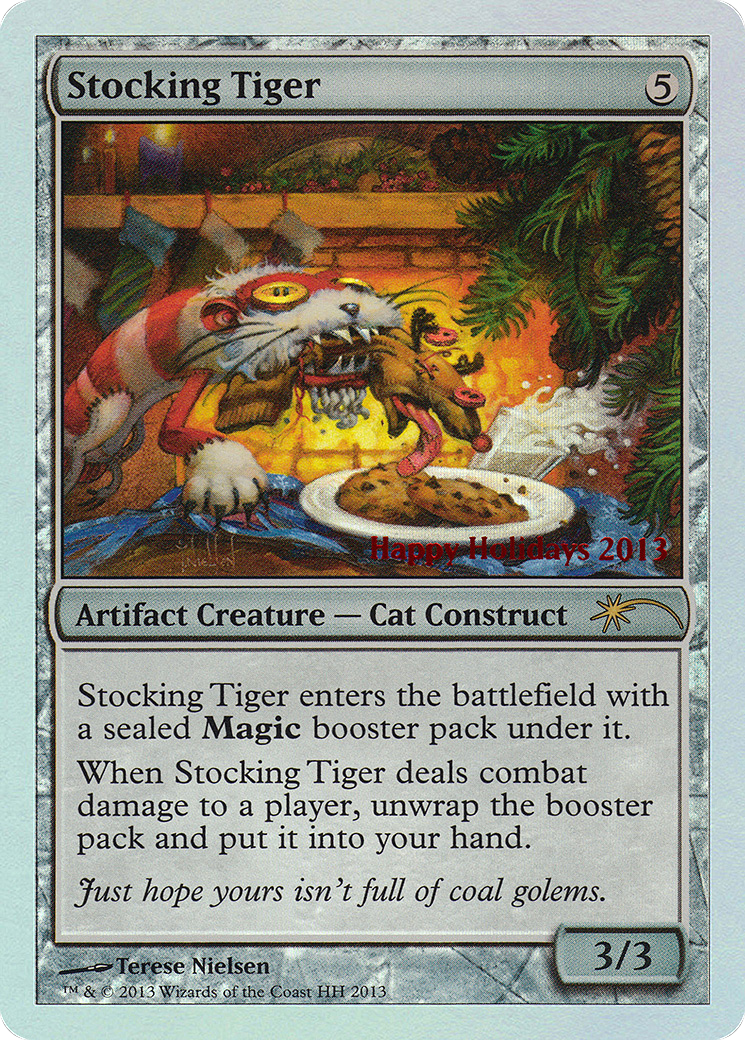 Stocking Tiger 5
Happy Holidays 2013
Artifact Creature — Cat Construct
Stocking Tiger enters the battlefield with
a sealed Magic booster pack under it.
When Stocking Tiger deals combat
damage to a player, unwrap the booster
pack and put it into your hand.
Just hope yours isn't full of coal golems.
3/3
Terese Nielsen
™ & © 2013 Wizards of the Coast HH 2013